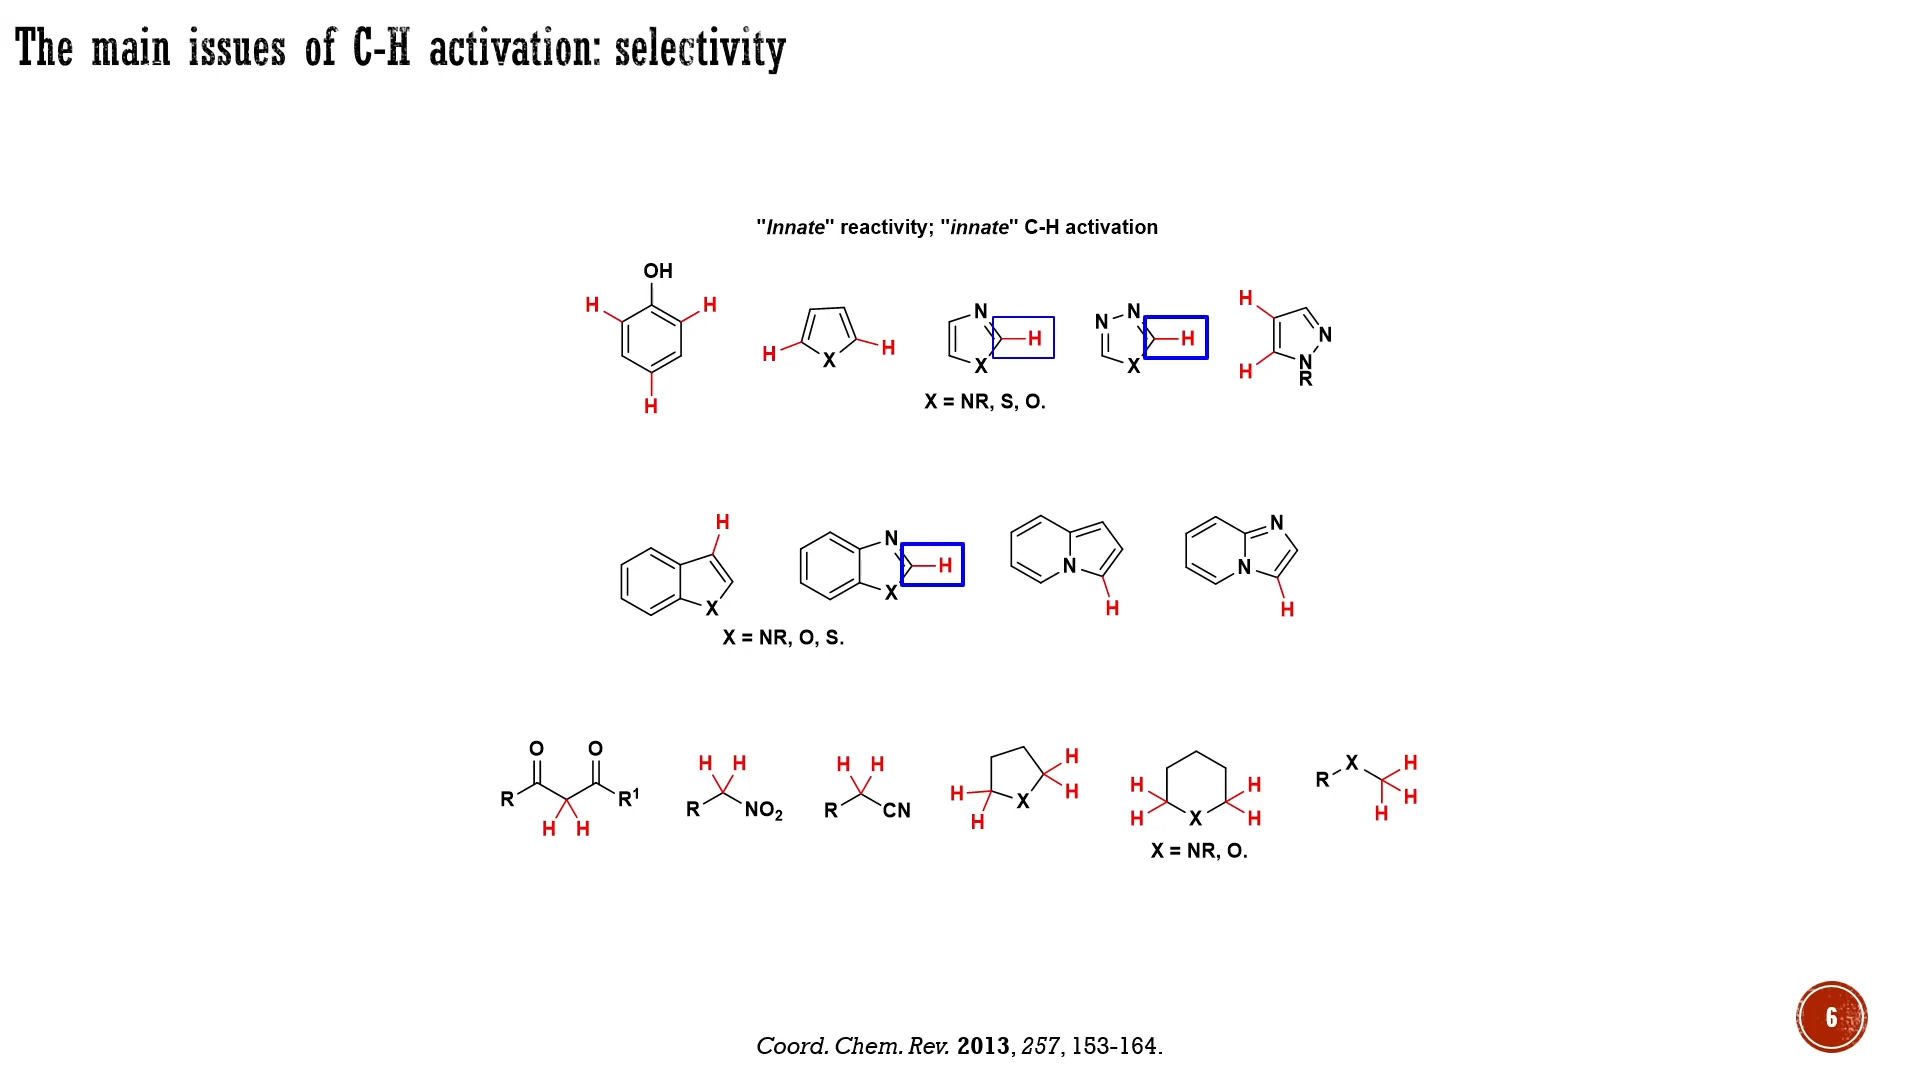 The main issues of C-H activation: selectivity
"Innate" reactivity; "innate" C-H activation
OH
H H
H
H X H
N H X
N N H X
H H N N R
X = NR, S, O.
H X
N H X
N H
N N H
X = NR, O, S.
O O R R¹ H H
H H R NO₂
H H R CN
H H H H X
H H H H X
R X H H H
X = NR, O.
6
Coord. Chem. Rev. 2013, 257, 153-164.